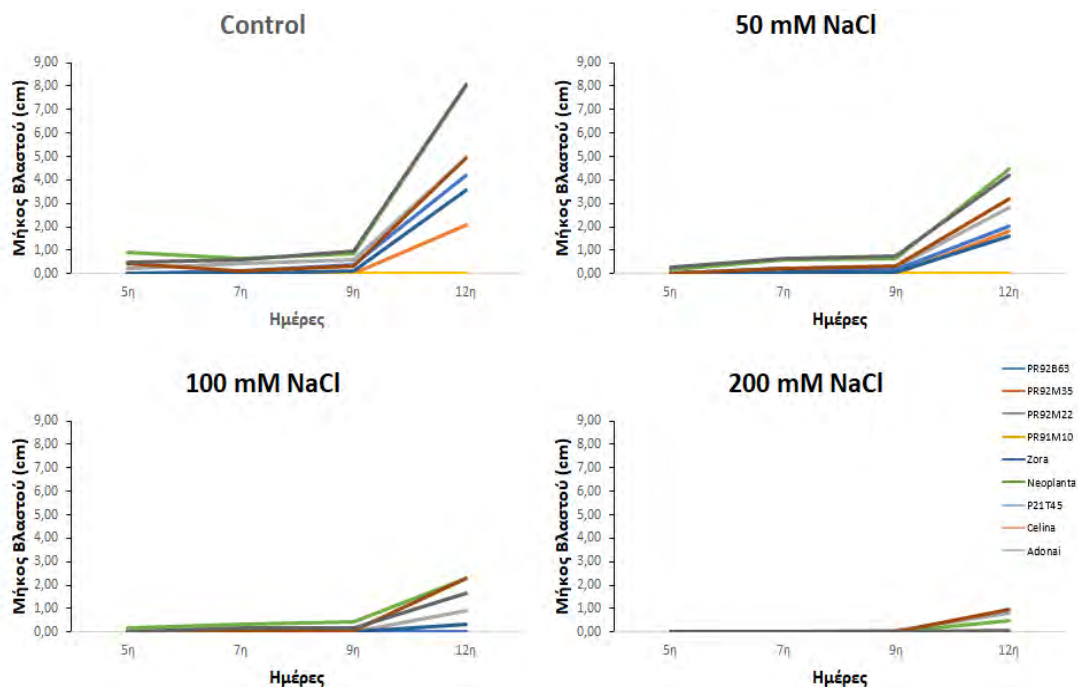 Control
9,00
8,00
7,00
6,00
5,00
4,00
3,00
2,00
1,00
0,00
Μήκος Βλαστού (cm)
5η 7η 9η 12η
Ημέρες
50 mM NaCl
9,00
8,00
7,00
6,00
5,00
4,00
3,00
2,00
1,00
0,00
Μήκος Βλαστού (cm)
5η 7η 9η 12η
Ημέρες
100 mM NaCl
9,00
8,00
7,00
6,00
5,00
4,00
3,00
2,00
1,00
0,00
Μήκος Βλαστού (cm)
5η 7η 9η 12η
Ημέρες
200 mM NaCl
9,00
8,00
7,00
6,00
5,00
4,00
3,00
2,00
1,00
0,00
Μήκος Βλαστού (cm)
5η 7η 9η 12η
Ημέρες
PR92B63
PR92M35
PR92M22
PR91M10
Zora
Neoplanta
P21T45
Celina
Adonai